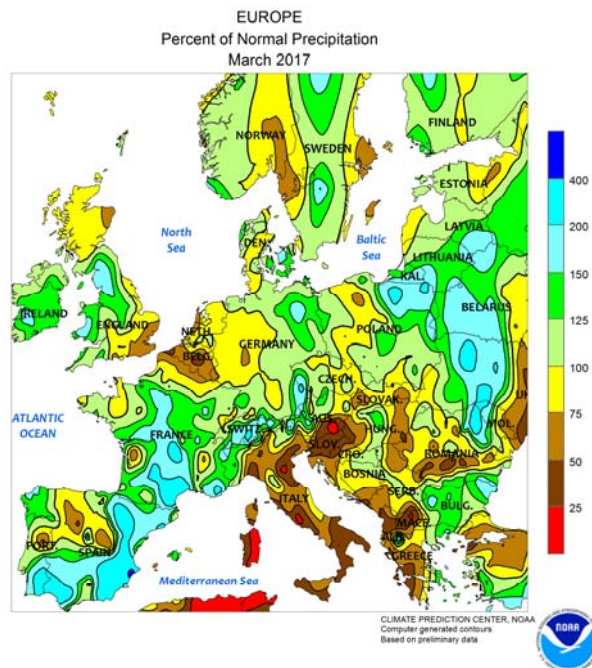 EUROPE
Percent of Normal Precipitation
March 2017
FINLAND
NORWAY
SWEDEN
ESTONIA
North
Sea
Baltic
Sea
LATVIA
DEN.
LITHUANIA
KAL.
IRELAND
ENGLAND
NETH.
BELARUS
GERMANY
POLAND
BELG.
CZECH.
SLOVAK.
UK
ATLANTIC
OCEAN
FRANCE
SWITZ.
AUS.
HUNG.
MOL.
SLOV.
CRO.
ROMANIA
BOSNIA
ITALY
SERB.
BULG.
PORT.
SPAIN
MACE.
ALB.
GREECE
Mediterranean Sea
400
200
150
125
100
75
50
25
CLIMATE PREDICTION CENTER, NOAA
Computer generated contours
Based on preliminary data
NOAA